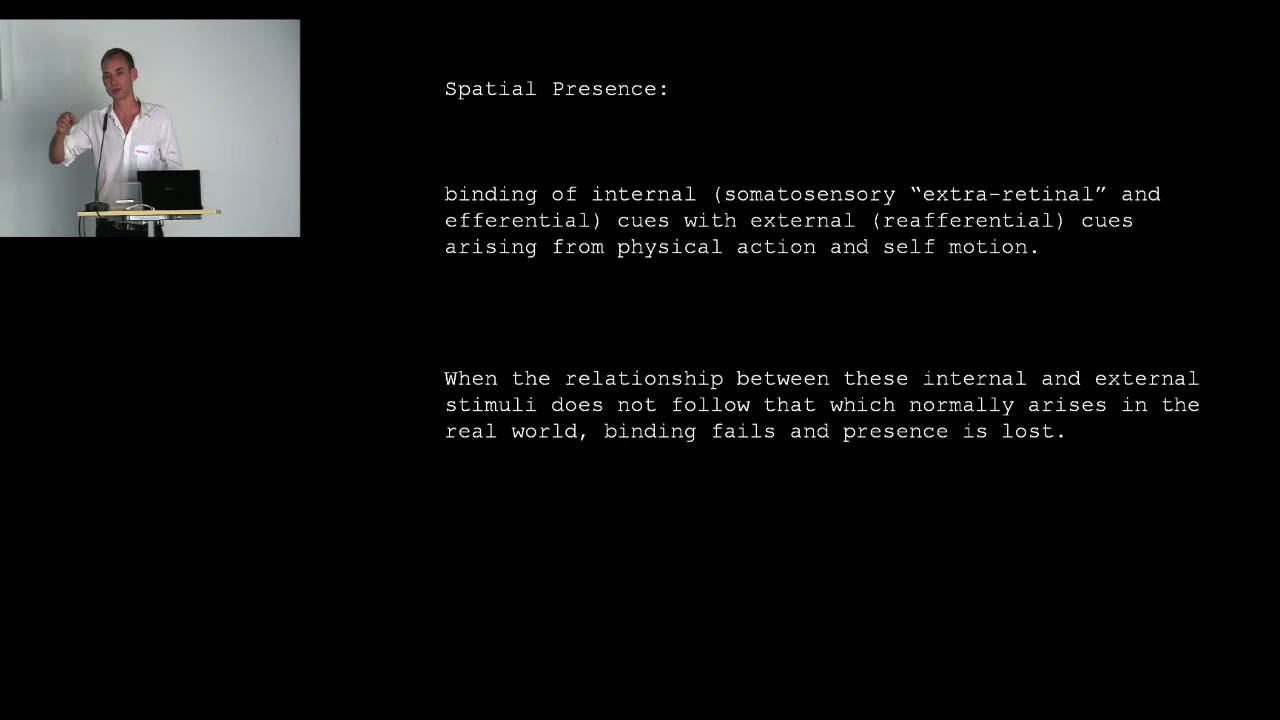 Spatial Presence:
binding of internal (somatosensory “extra-retinal” and
efferential) cues with external (reafferential) cues
arising from physical action and self motion.
When the relationship between these internal and external
stimuli does not follow that which normally arises in the
real world, binding fails and presence is lost.